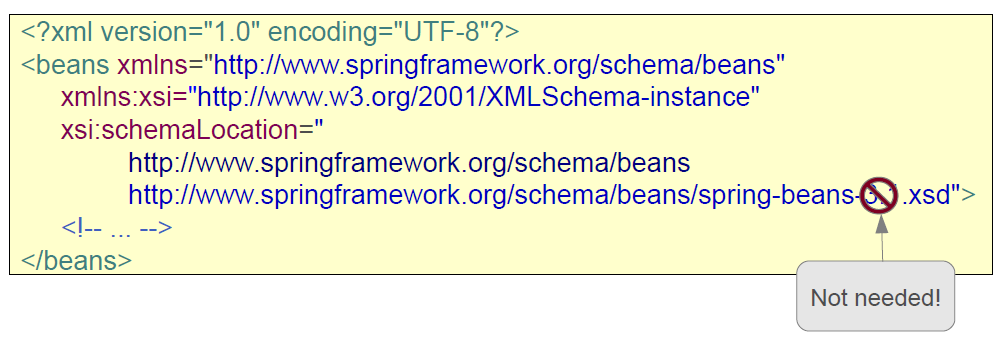 <?xml version="1.0" encoding="UTF-8"?>
<beans xmlns="http://www.springframework.org/schema/beans"
xmlns:xsi="http://www.w3.org/2001/XMLSchema-instance"
xsi:schemaLocation="
http://www.springframework.org/schema/beans
http://www.springframework.org/schema/beans/spring-beans-3.1.xsd">
<!-- ... -->
</beans>
Not needed!